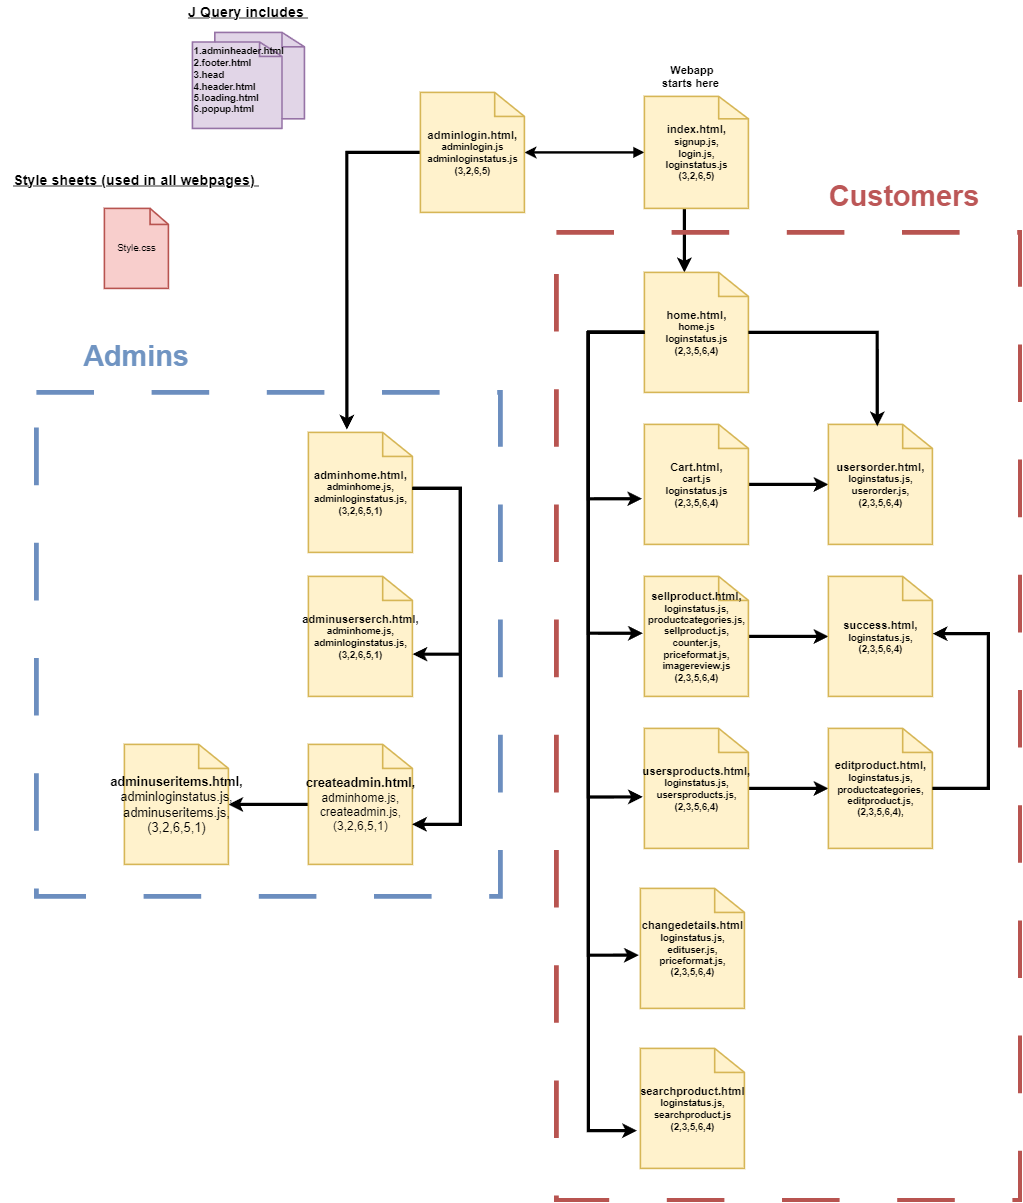 J Query includes
1.adminheader.html
2.footer.html
3.head
4.header.html
5.loading.html
6.popup.html
Webapp
starts here
adminlogin.html,
adminlogin.js
adminloginstatus.js
(3,2,6,5)
index.html,
signup.js,
login.js,
loginstatus.js
(3,2,6,5)
Style sheets (used in all webpages)
Style.css
Customers
home.html,
home.js
loginstatus.js
(2,3,5,6,4)
Admins
adminhome.html,
adminhome.js,
adminloginstatus.js,
(3,2,6,5,1)
Cart.html,
cart.js
loginstatus.js
(2,3,5,6,4)
usersorder.html,
loginstatus.js,
userorder.js,
(2,3,5,6,4)
adminuserserch.html,
adminhome.js,
adminloginstatus.js,
(3,2,6,5,1)
sellproduct.html,
loginstatus.js,
productcategories.js,
sellproduct.js,
counter.js,
priceformat.js,
imagereview.js
(2,3,5,6,4)
success.html,
loginstatus.js,
(2,3,5,6,4)
adminuseritems.html,
adminloginstatus.js,
adminuseritems.js,
(3,2,6,5,1)
createadmin.html,
adminhome.js,
createadmin.js,
(3,2,6,5,1)
usersproducts.html,
loginstatus.js,
usersproducts.js,
(2,3,5,6,4)
editproduct.html,
loginstatus.js,
productcategories,
editproduct.js,
(2,3,5,6,4),
changedetails.html
loginstatus.js,
edituser.js,
priceformat.js,
(2,3,5,6,4)
searchproduct.html
loginstatus.js,
searchproduct.js
(2,3,5,6,4)